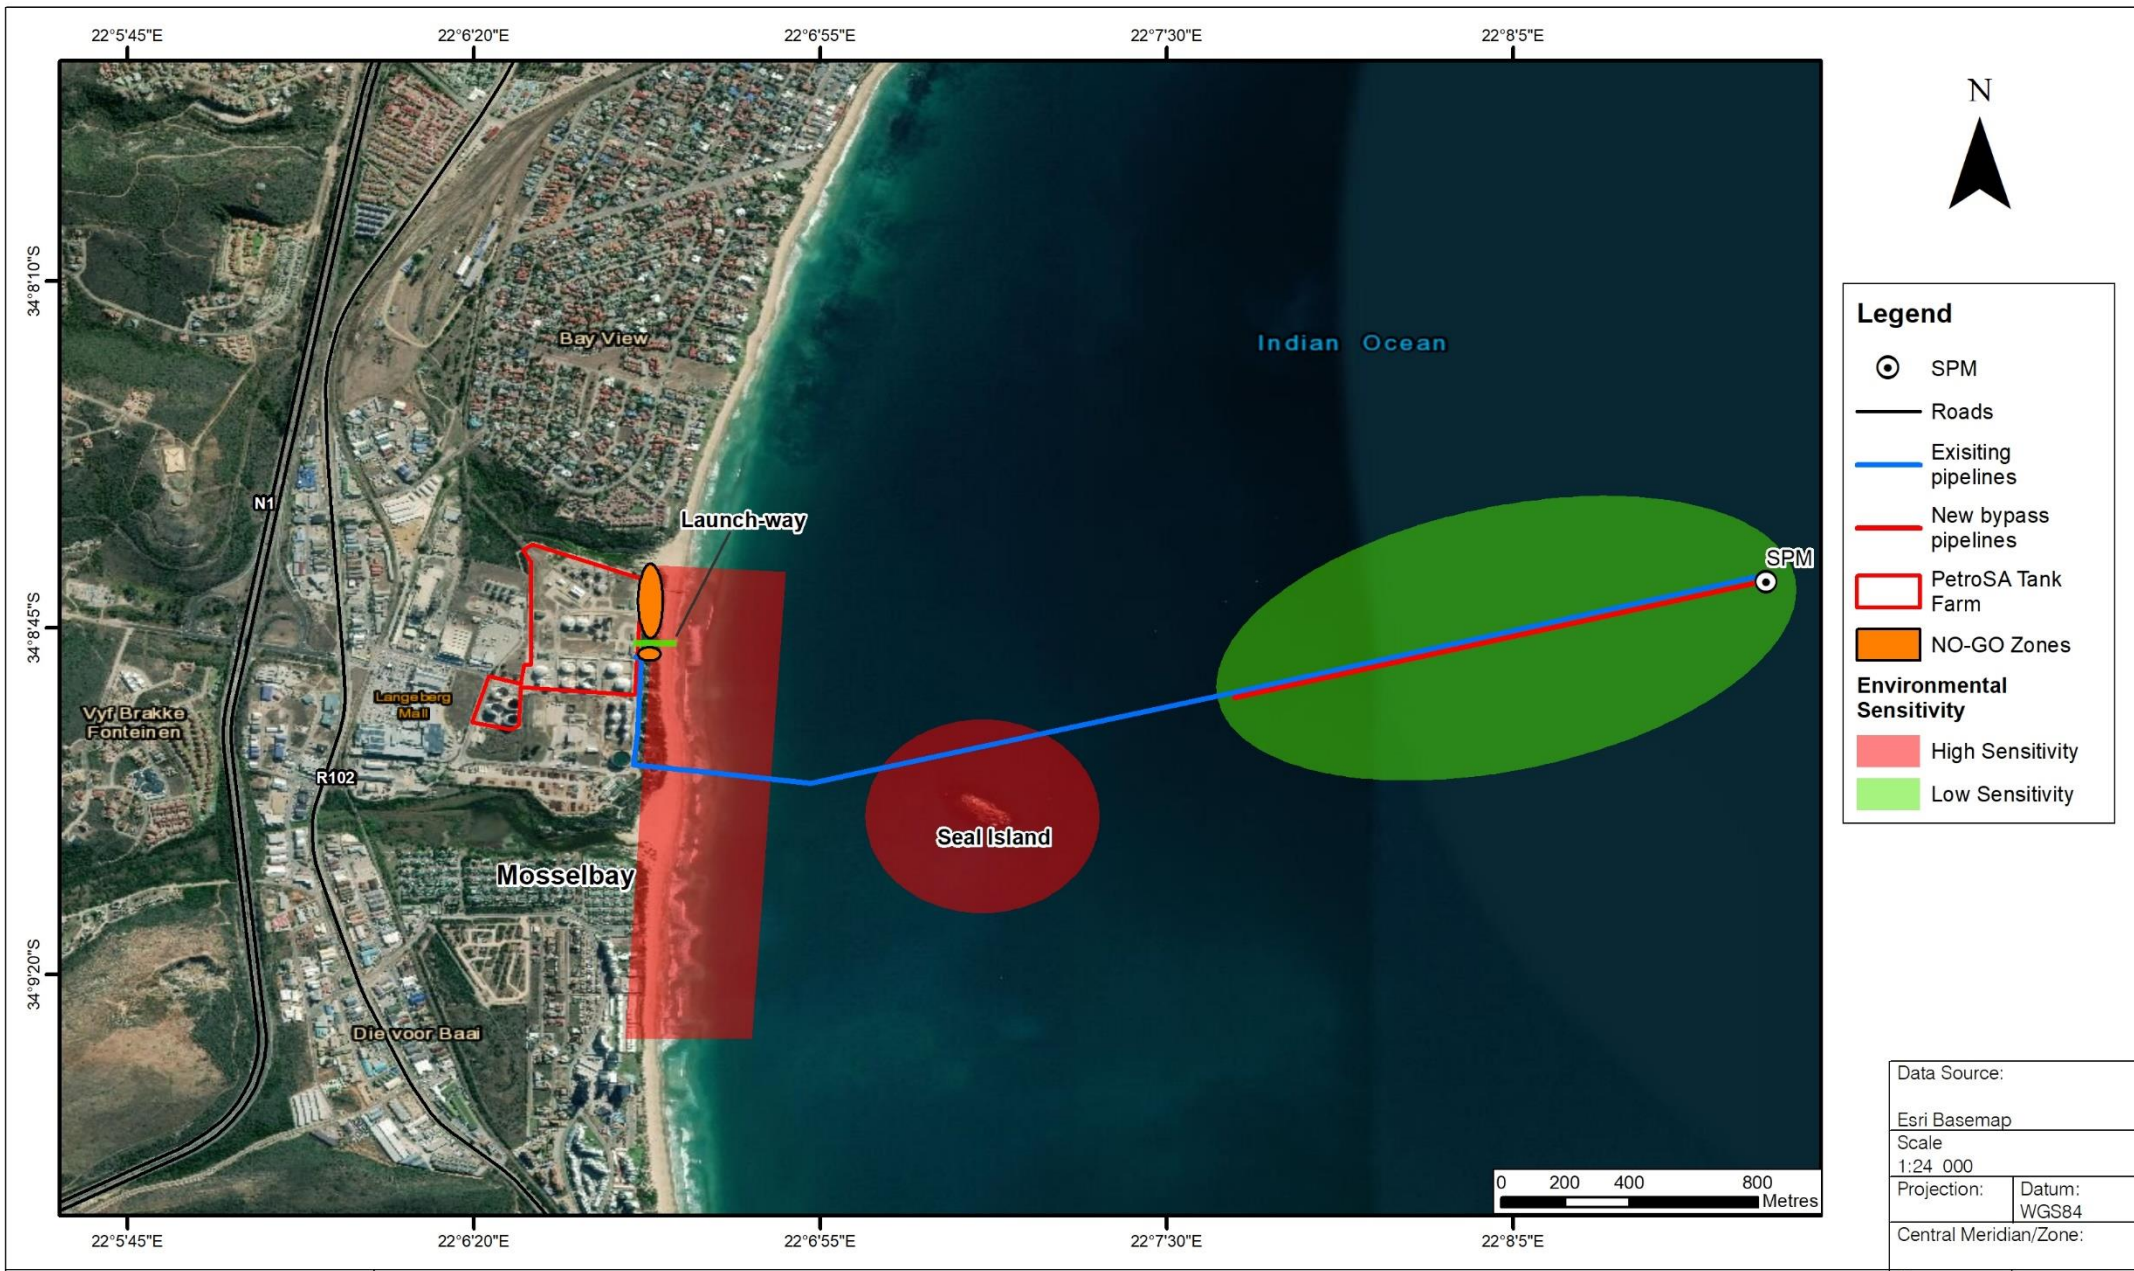 22°5'45"E
22°6'20"E
22°6'55"E
22°7'30"E
22°8'5"E
34°8'10"S
34°8'45"S
34°9'20"S
Bay View
Indian Ocean
N1
Launch-way
SPM
Langeberg
Mall
Vyf Brakke
Fonteinen
R102
Seal Island
Mosselbay
Die voor Baai
0 200 400 800
Metres
22°5'45"E
22°6'20"E
22°6'55"E
22°7'30"E
22°8'5"E
N
Legend
SPM
Roads
Exisiting
pipelines
New bypass
pipelines
PetroSA Tank
Farm
NO-GO Zones
Environmental
Sensitivity
High Sensitivity
Low Sensitivity
Data Source:
Esri Basemap
Scale
1:24 000
Projection:
Datum:
WGS84
Central Meridian/Zone: